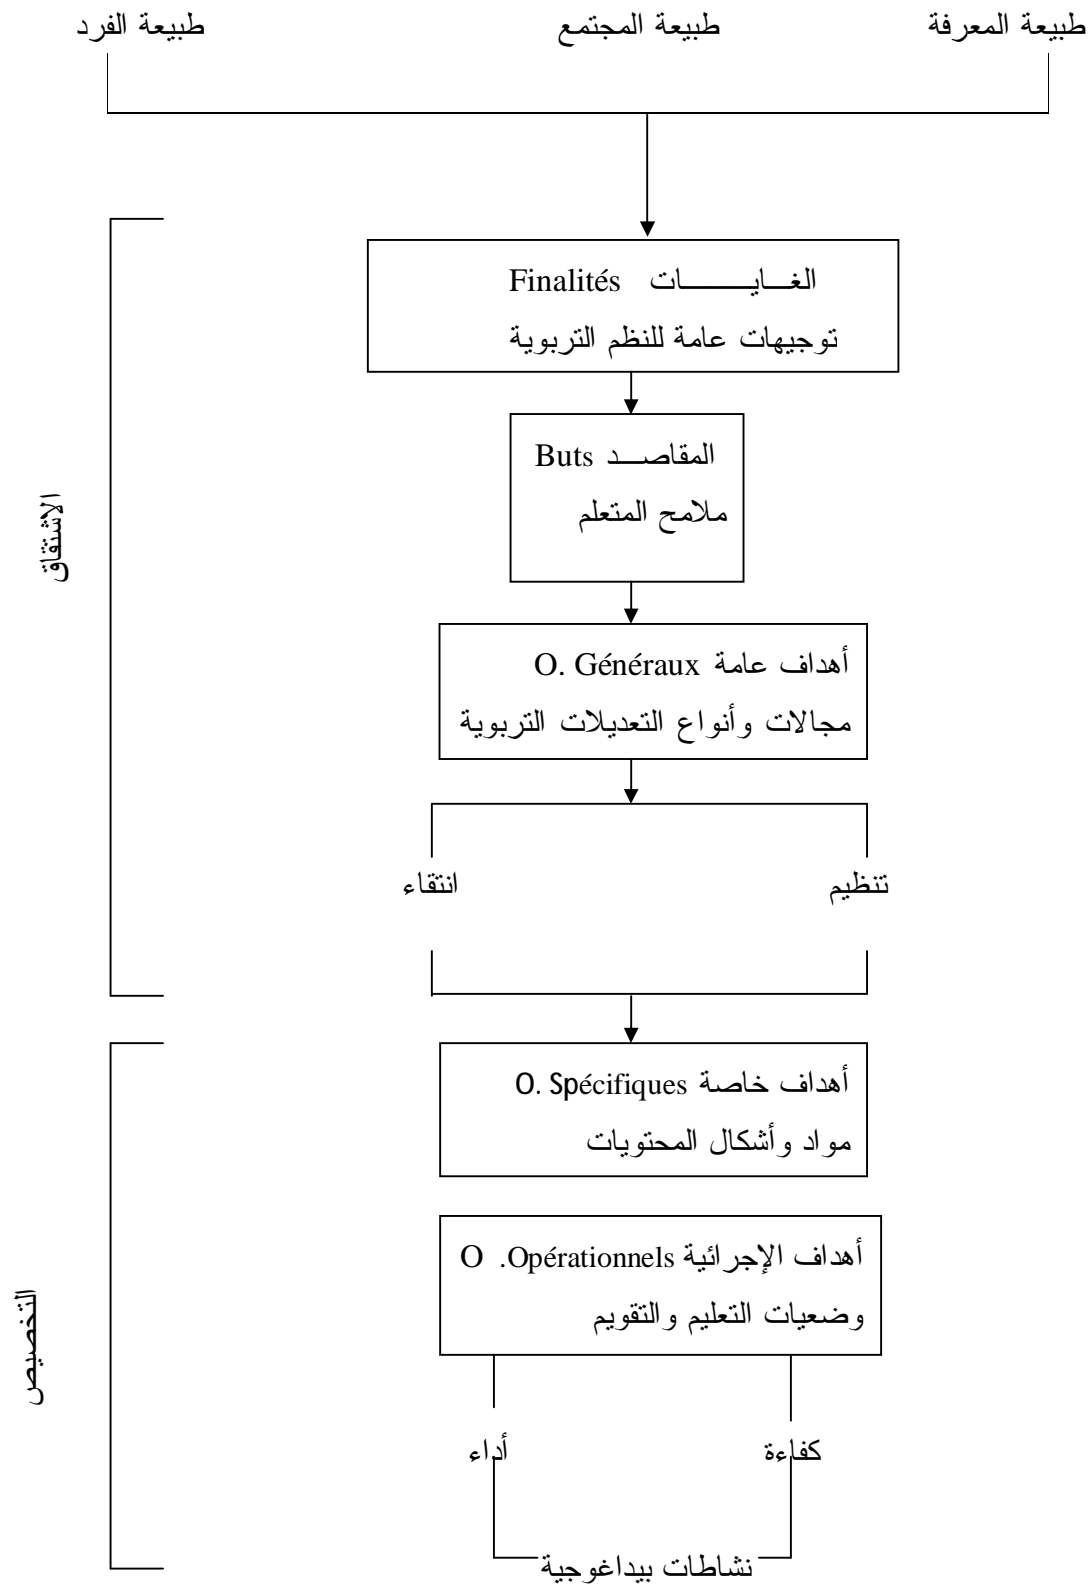 طبيعة المعرفة طبيعة المجتمع طبيعة الفرد
الغـــايـــــــات Finalités
توجيهات عامة للنظم التربوية
المقاصـــد Buts
ملامح المتعلم
أهداف عامة O. Généraux
مجالات وأنواع التعديلات التربوية
الاشتقاق
تنظيم انتقاء
أهداف خاصة O. Spécifiques
مواد وأشكال المحتويات
أهداف الإجرائية O .Opérationnels
وضعيات التعليم والتقويم
التخصيص
كفاءة أداء
نشاطات بيداغوجية